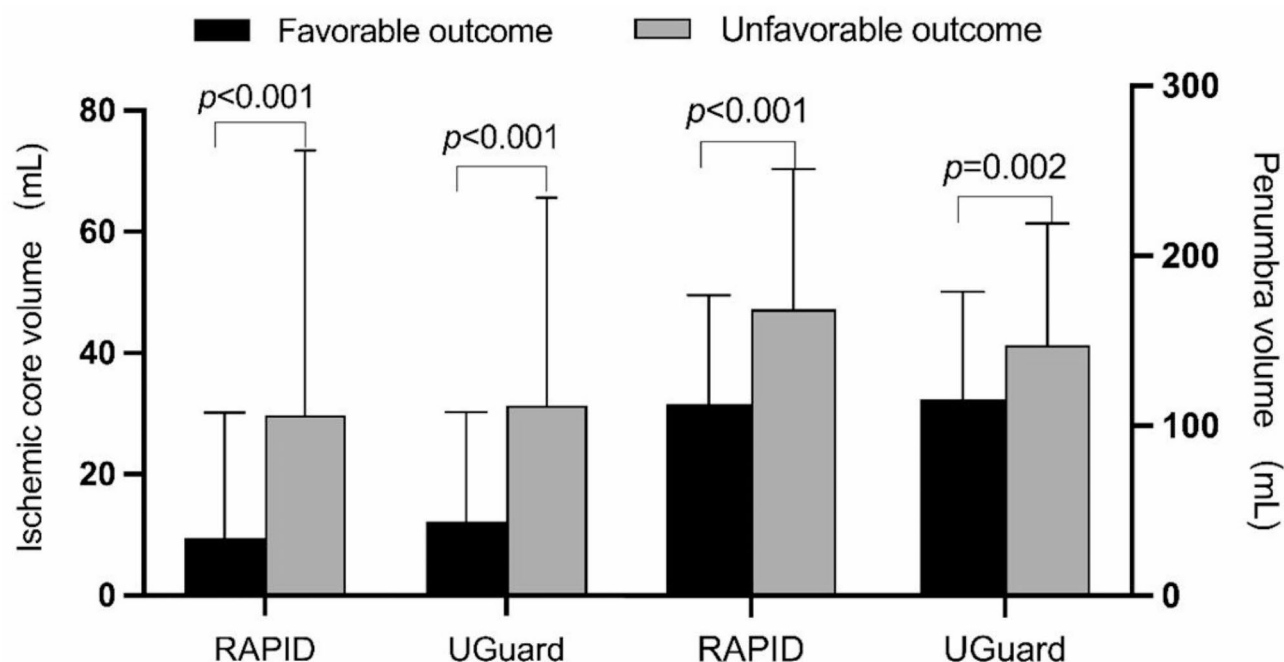 Favorable outcome
Unfavorable outcome
Ischemic core volume (mL)
80
60
40
20
0
p<0.001
p<0.001
p<0.001
p=0.002
300
200
100
0
Penumbra volume (mL)
RAPID
UGuard
RAPID
UGuard